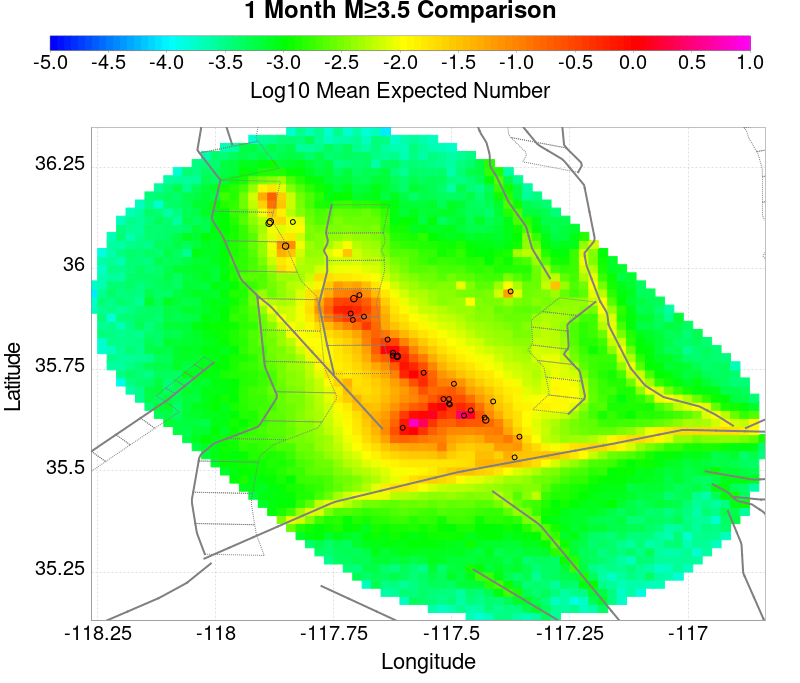 1 Month M≥3.5 Comparison
-5.0 -4.5 -4.0 -3.5 -3.0 -2.5 -2.0 -1.5 -1.0 -0.5 0.0 0.5 1.0
Log10 Mean Expected Number
36.25
36
35.75
35.5
35.25
Latitude
-118.25 -118 -117.75 -117.5 -117.25 -117
Longitude